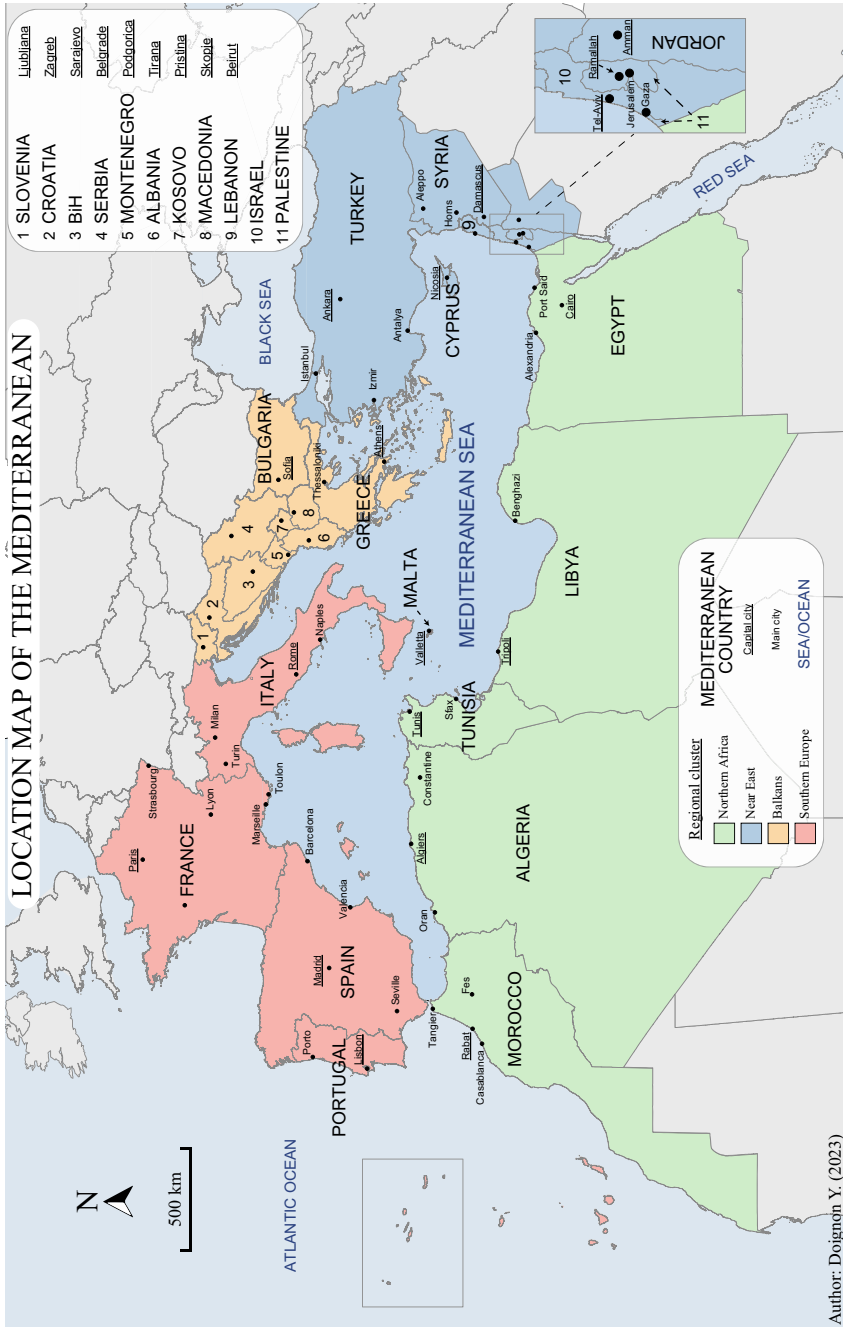 LOCATION MAP OF THE MEDITERRANEAN
1 SLOVENIA Ljubljana
2 CROATIA Zagreb
3 BiH Sarajevo
4 SERBIA Belgrade
5 MONTENEGRO Podgorica
6 ALBANIA Tirana
7 KOSOVO Pristina
8 MACEDONIA Skopje
9 LEBANON Beirut
10 ISRAEL
11 PALESTINE
N
500 km
ATLANTIC OCEAN
Strasbourg
Paris
FRANCE
Lyon
Marseille
Toulon
Milan
Turin
ITALY
Rome
Naples
1
2
3
4
5
6
7
8
BULGARIA
Sofia
Thessaloniki
GREECE
Athens
BLACK SEA
Istanbul
Ankara
TURKEY
Izmir
Antalya
PORTUGAL
Porto
Lisbon
Madrid
SPAIN
Seville
Valencia
Barcelona
MALTA
Valletta
MEDITERRANEAN SEA
CYPRUS
Nicosia
SYRIA
Aleppo
Homs
Damascus
9
Tangier
Rabat
Casablanca
Fes
MOROCCO
Oran
Algiers
Constantine
ALGERIA
Tunis
Sfax
TUNISIA
Tripoli
LIBYA
Benghazi
Alexandria
Port Said
Cairo
EGYPT
RED SEA
10
Tel-Aviv
Ramallah
Amman
Jerusalem
Gaza
JORDAN
11
Regional cluster
Northern Africa
Near East
Balkans
Southern Europe
MEDITERRANEAN
COUNTRY
Capital city
Main city
SEA/OCEAN
Author: Doignon Y. (2023)